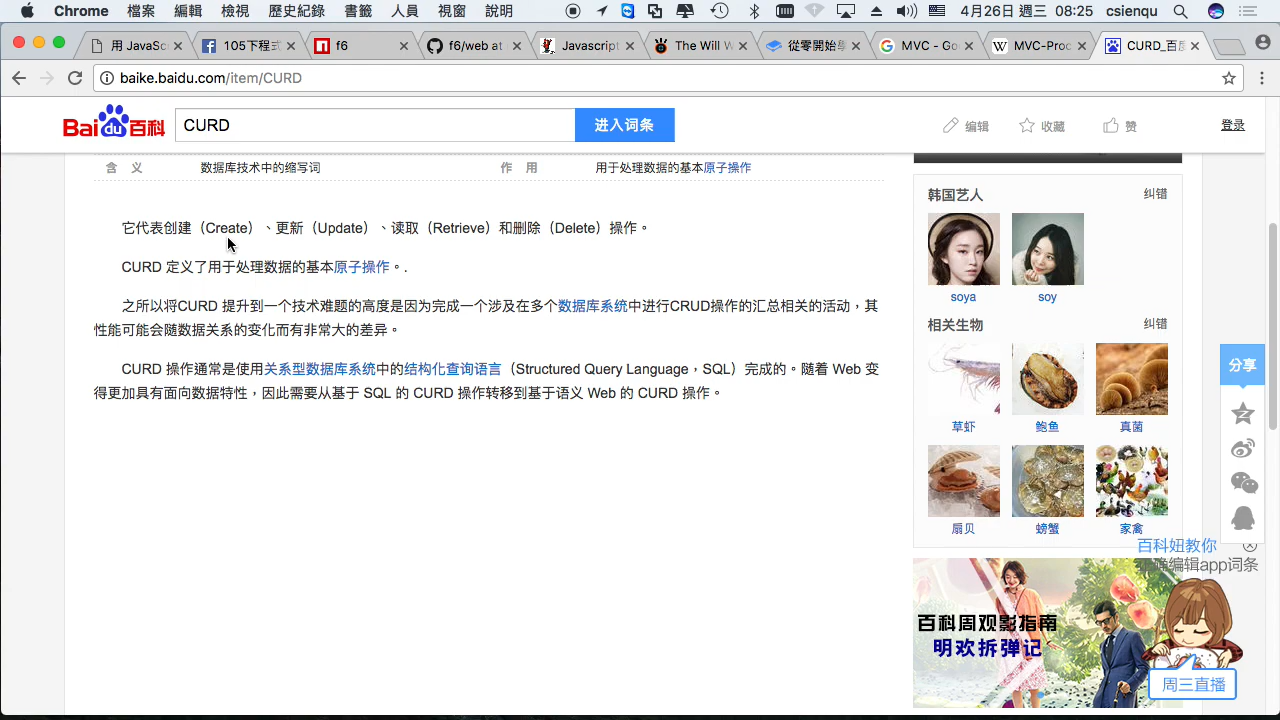 Chrome 檔案 編輯 檢視 歷史紀錄 書籤 人員 視窗 說明 4月26日 週三 08:25 csienqu
用 JavaSc 105下程式 f6 f6/web at Javascript The Will W 從零開始學 MVC - Go MVC-Proc CURD_百度
baike.baidu.com/item/CURD
Bai du 百科 CURD 进入词条 编辑 收藏 赞 登录
含 义 数据库技术中的缩写词 作 用 用于处理数据的基本原子操作
它代表创建（Create）、更新（Update）、读取（Retrieve）和删除（Delete）操作。
CURD 定义了用于处理数据的基本原子操作。.
之所以将CURD 提升到一个技术难题的高度是因为完成一个涉及在多个数据库系统中进行CRUD操作的汇总相关的活动，其
性能可能会随数据关系的变化而有非常大的差异。
CURD 操作通常是使用关系型数据库系统中的结构化查询语言（Structured Query Language，SQL）完成的。随着 Web 变
得更加具有面向数据特性，因此需要从基于 SQL 的 CURD 操作转移到基于语义 Web 的 CURD 操作。
韩国艺人 纠错
soya soy
相关生物 纠错
草虾 鲍鱼 真菌
扇贝 螃蟹 家禽
分享
百科妞教你
编辑app词条
百科周观影指南
明欢拆弹记
周三直播